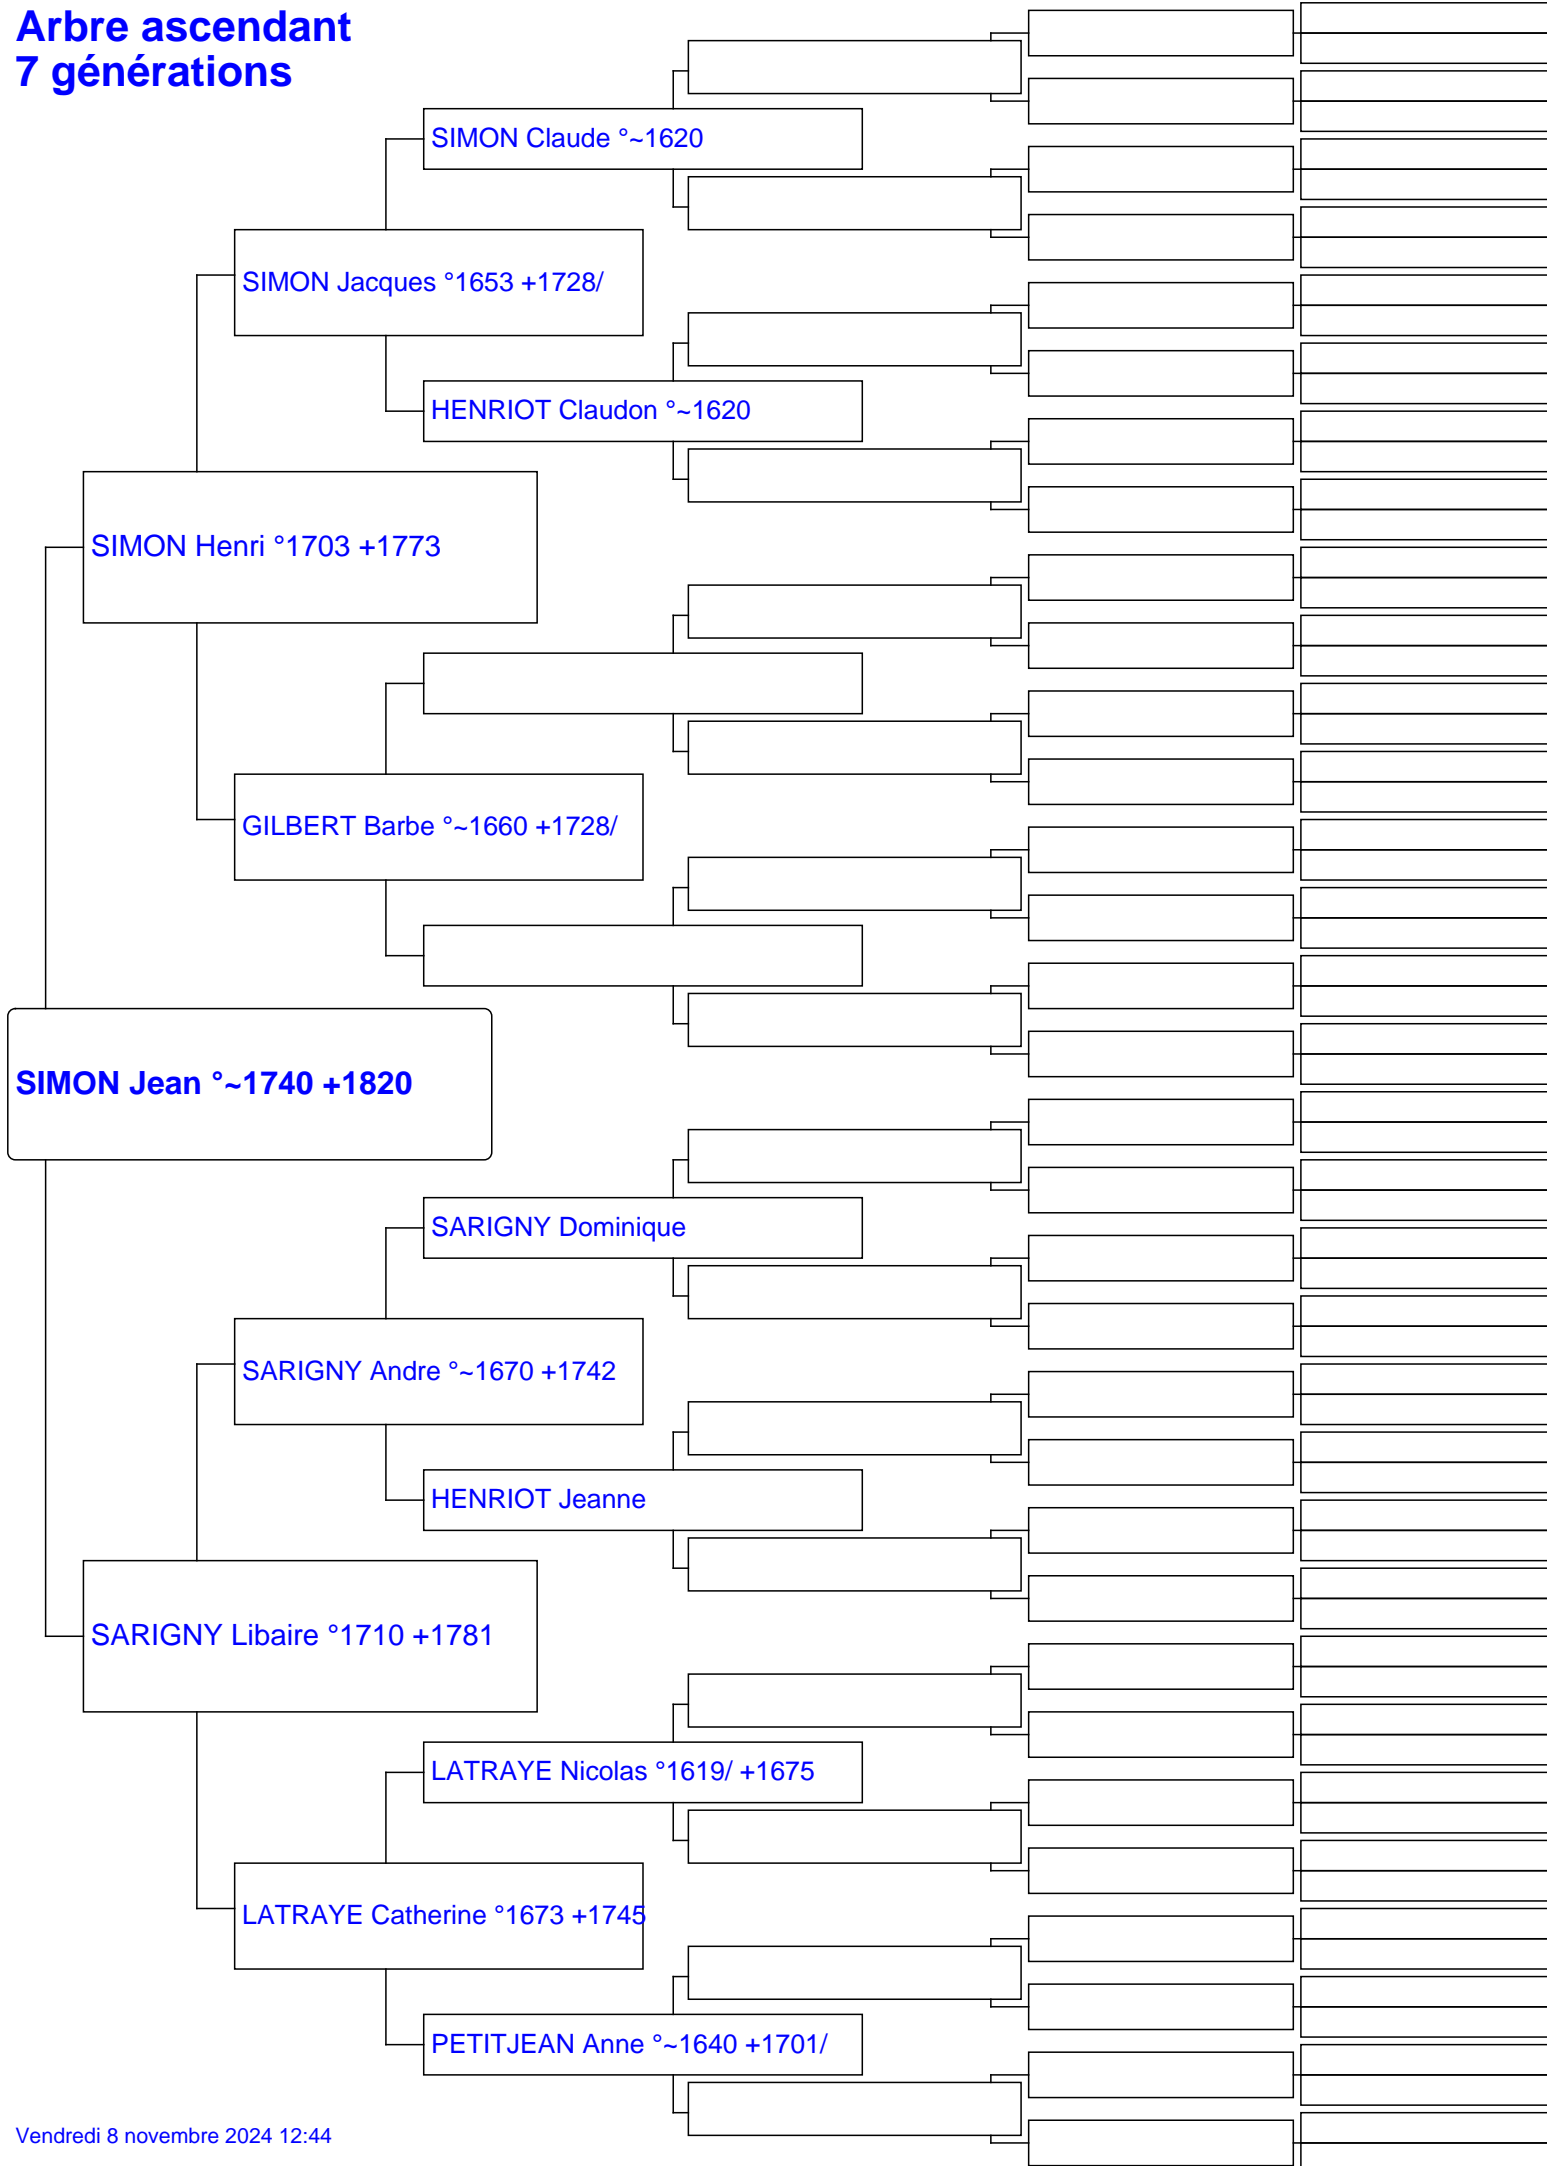 Arbre ascendant
7 générations
SIMON Claude °~1620
SIMON Jacques °1653 +1728/
HENRIOT Claudon °~1620
SIMON Henri °1703 +1773
GILBERT Barbe °~1660 +1728/
SIMON Jean °~1740 +1820
SARIGNY Dominique
SARIGNY Andre °~1670 +1742
HENRIOT Jeanne
SARIGNY Libaire °1710 +1781
LATRAYE Nicolas °1619/ +1675
LATRAYE Catherine °1673 +1745
PETITJEAN Anne °~1640 +1701/
Vendredi 8 novembre 2024 12:44